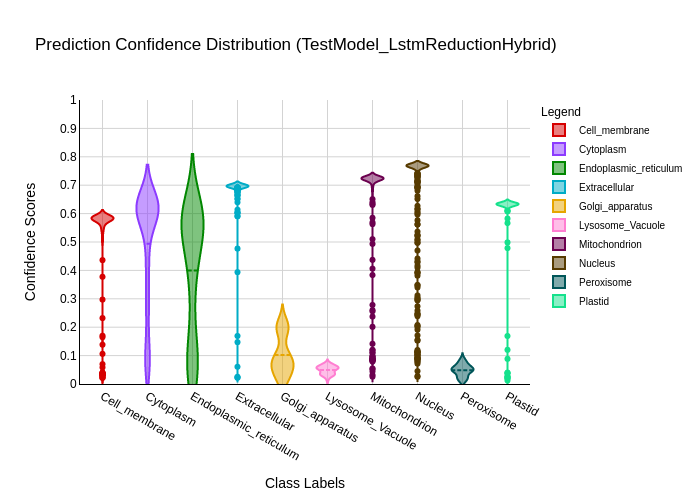 Prediction Confidence Distribution (TestModel_LstmReductionHybrid)
Confidence Scores
1
0.9
0.8
0.7
0.6
0.5
0.4
0.3
0.2
0.1
0
Cell_membrane
Cytoplasm
Endoplasmic_reticulum
Extracellular
Golgi_apparatus
Lysosome_Vacuole
Mitochondrion
Nucleus
Peroxisome
Plastid
Class Labels
Legend
Cell_membrane
Cytoplasm
Endoplasmic_reticulum
Extracellular
Golgi_apparatus
Lysosome_Vacuole
Mitochondrion
Nucleus
Peroxisome
Plastid